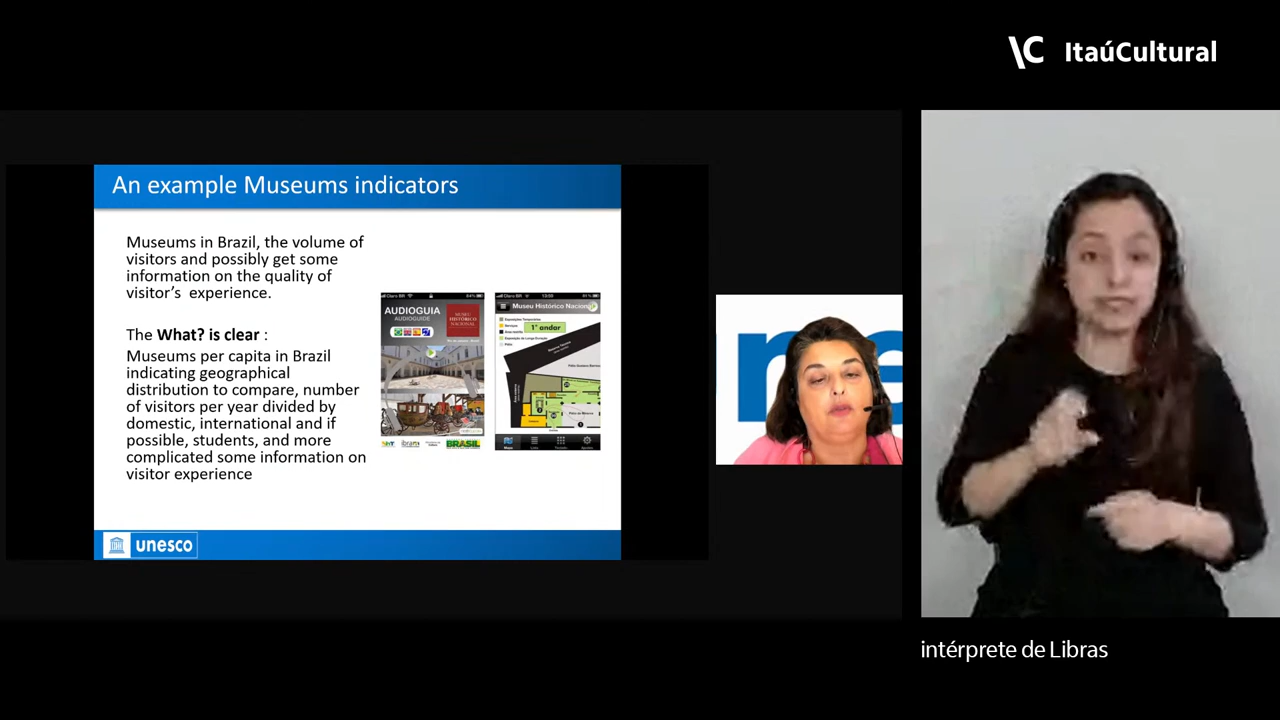 \C ItaúCultural
An example Museums indicators
Museums in Brazil, the volume of
visitors and possibly get some
information on the quality of
visitor’s experience.
The What? is clear :
Museums per capita in Brazil
indicating geographical
distribution to compare, number
of visitors per year divided by
domestic, international and if
possible, students, and more
complicated some information on
visitor experience
AUDIOGUIA
AUDIOGUIDE
MUSEU
HISTÓRICO
NACIONAL
BRASIL
Museu Histórico Nacional
1° andar
unesco
intérprete de Libras